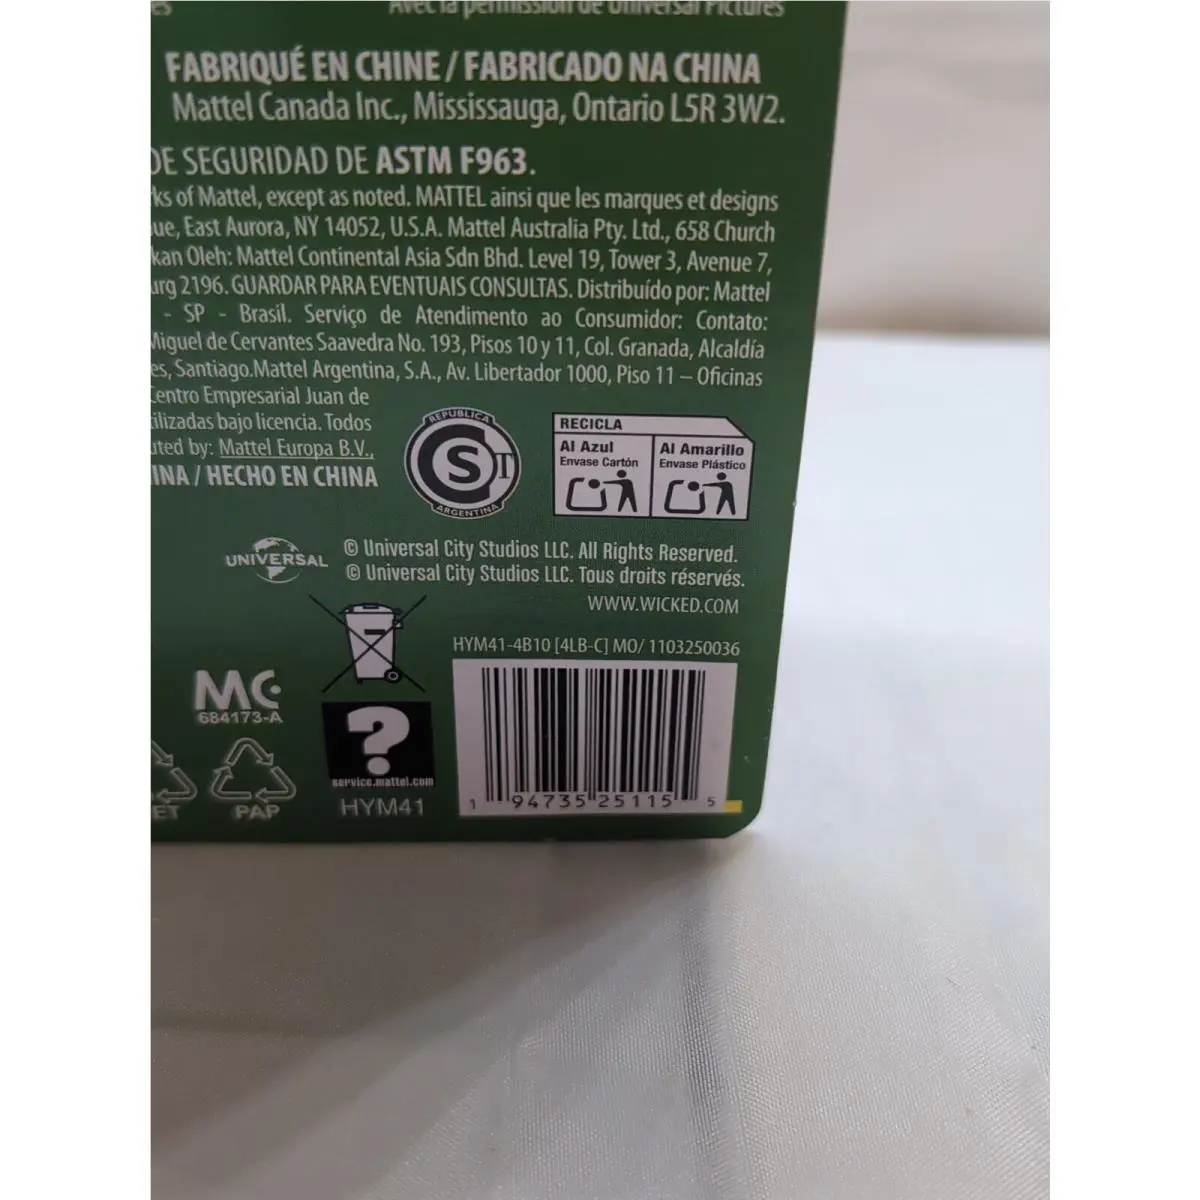 es
Avec la permission de Universal Pictures
FABRIQUÉ EN CHINE / FABRICADO NA CHINA
Mattel Canada Inc., Mississauga, Ontario L5R 3W2.
DE SEGURIDAD DE ASTM F963.
rks of Mattel, except as noted. MATTEL ainsi que les marques et designs
ue, East Aurora, NY 14052, U.S.A. Mattel Australia Pty. Ltd., 658 Church
kan Oleh: Mattel Continental Asia Sdn Bhd. Level 19, Tower 3, Avenue 7,
urg 2196. GUARDAR PARA EVENTUAIS CONSULTAS. Distribuído por: Mattel
- SP - Brasil. Serviço de Atendimento ao Consumidor: Contato:
Miguel de Cervantes Saavedra No. 193, Pisos 10 y 11, Col. Granada, Alcaldía
es, Santiago.Mattel Argentina, S.A., Av. Libertador 1000, Piso 11 – Oficinas
Centro Empresarial Juan de
tilizadas bajo licencia. Todos
uted by: Mattel Europa B.V.,
INA / HECHO EN CHINA
REPUBLICA
S T
ARGENTINA
RECICLA
Al Azul
Envase Cartón
Al Amarillo
Envase Plástico
UNIVERSAL
© Universal City Studios LLC. All Rights Reserved.
© Universal City Studios LLC. Tous droits réservés.
WWW.WICKED.COM
HYM41-4B10 [4LB-C] MO/ 1103250036
MC
684173-A
?
service.mattel.com
HYM41
ET
PAP
1 94735 25115 5